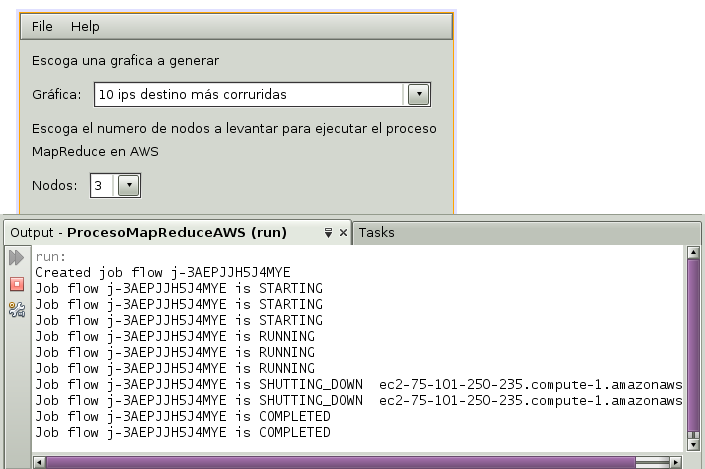 File Help
Escoga una grafica a generar
Gráfica: 10 ips destino más corruridas
Escoga el numero de nodos a levantar para ejecutar el proceso
MapReduce en AWS
Nodos: 3
Output - ProcesoMapReduceAWS (run) Tasks
run:
Created job flow j-3AEPJJH5J4MYE
Job flow j-3AEPJJH5J4MYE is STARTING
Job flow j-3AEPJJH5J4MYE is STARTING
Job flow j-3AEPJJH5J4MYE is STARTING
Job flow j-3AEPJJH5J4MYE is RUNNING
Job flow j-3AEPJJH5J4MYE is RUNNING
Job flow j-3AEPJJH5J4MYE is RUNNING
Job flow j-3AEPJJH5J4MYE is SHUTTING_DOWN ec2-75-101-250-235.compute-1.amazonaws
Job flow j-3AEPJJH5J4MYE is SHUTTING_DOWN ec2-75-101-250-235.compute-1.amazonaws
Job flow j-3AEPJJH5J4MYE is COMPLETED
Job flow j-3AEPJJH5J4MYE is COMPLETED